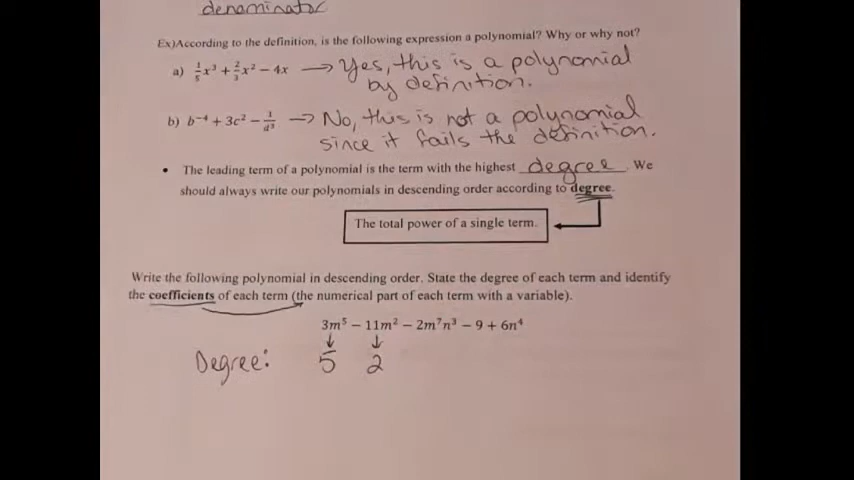 denominator
Ex)According to the definition, is the following expression a polynomial? Why or why not?
a) 1/5x³ + 2/3x² − 4x → Yes, this is a polynomial
by definition.
b) b⁻⁴ + 3c² − 1/d³ → No, this is not a polynomial
since it fails the definition.
• The leading term of a polynomial is the term with the highest degree. We
should always write our polynomials in descending order according to degree.
The total power of a single term.
Write the following polynomial in descending order. State the degree of each term and identify
the coefficients of each term (the numerical part of each term with a variable).
3m⁵ − 11m² − 2m⁷n³ − 9 + 6n⁴
↓ ↓
Degree: 5 2